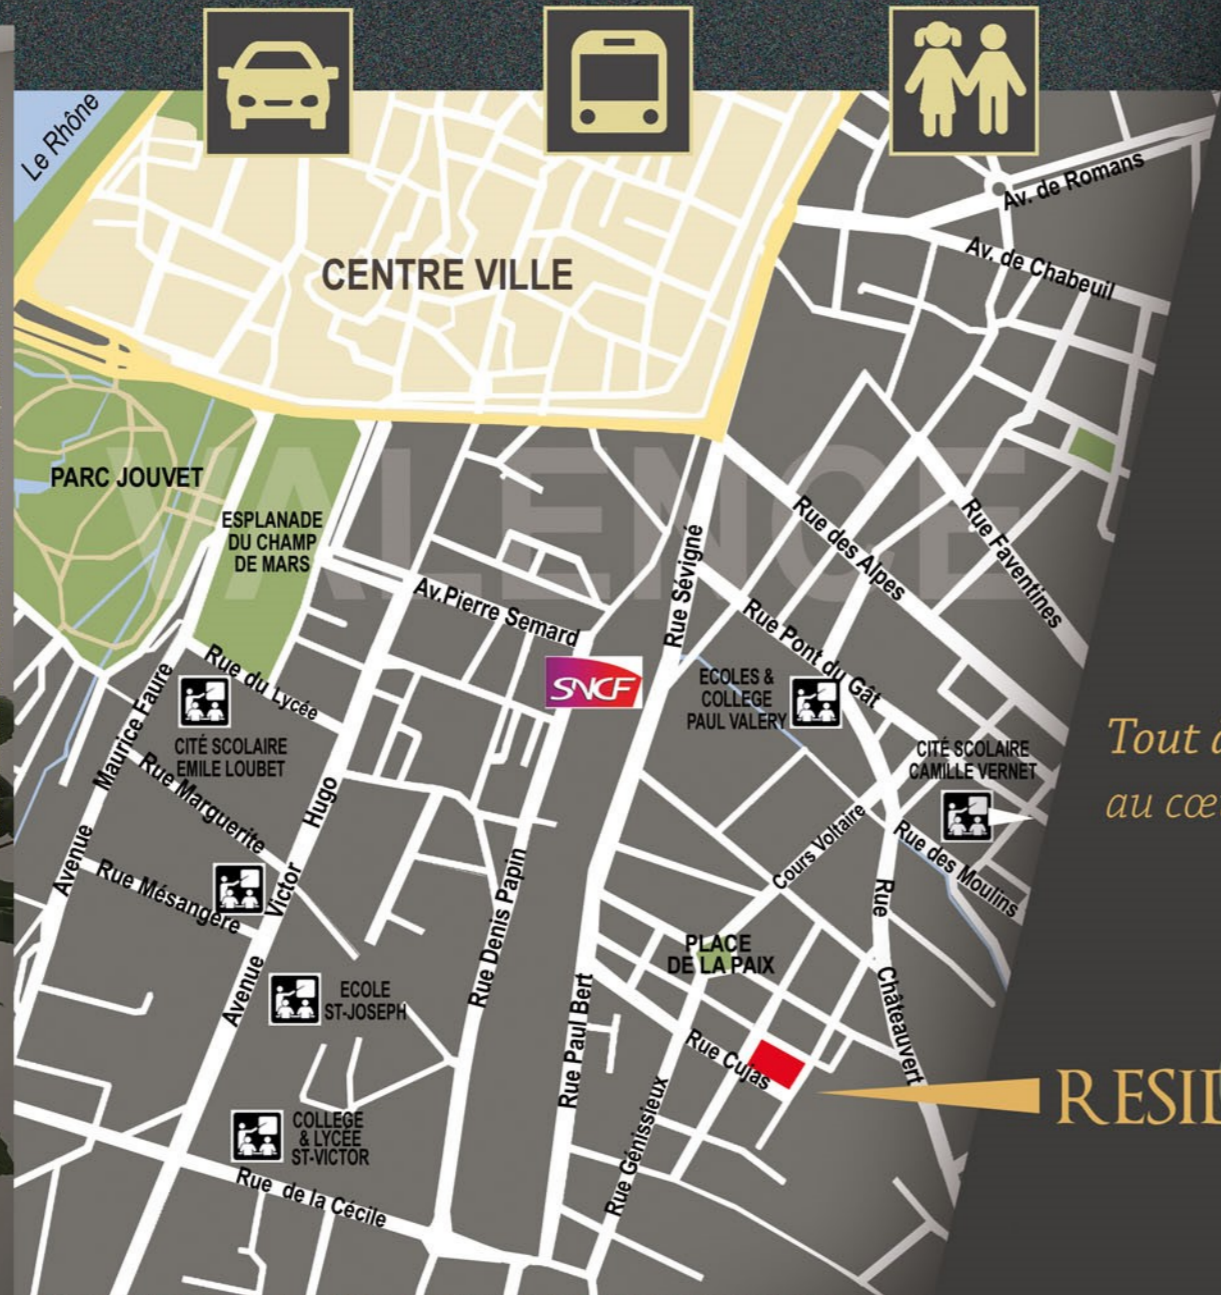 Le Rhône
Av. de Romans
Av. de Chabeuil
CENTRE VILLE
VALENCE
PARC JOUVET
ESPLANADE
DU CHAMP
DE MARS
Rue Faventines
Rue des Alpes
Rue Sévigné
Av.Pierre Semard
Rue Pont du Gât
SNCF
Rue du Lycée
ECOLES &
COLLEGE
PAUL VALERY
CITÉ SCOLAIRE
EMILE LOUBET
CITÉ SCOLAIRE
CAMILLE VERNET
Tout
au
Avenue Maurice Faure
Rue Marguerite
Avenue Victor Hugo
Rue Mésangère
Cours Voltaire
Rue des Moulins
Rue Denis Papin
Rue Châteauvert
PLACE
DE LA PAIX
ECOLE
ST-JOSEPH
Rue Paul Bert
Rue Cujas
RESID
COLLEGE
& LYCÉE
ST-VICTOR
Rue Génissieux
Rue de la Cécile